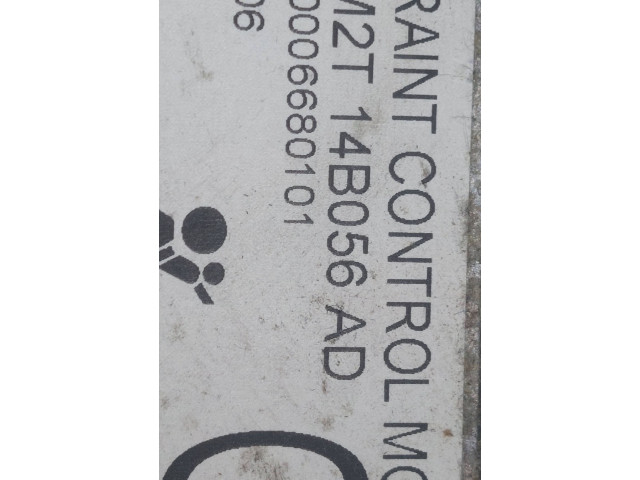 RAINT CONTROL MO
M2T 14B056 AD
0006680101
06